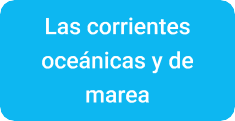 Las corrientes
oceánicas y de
marea